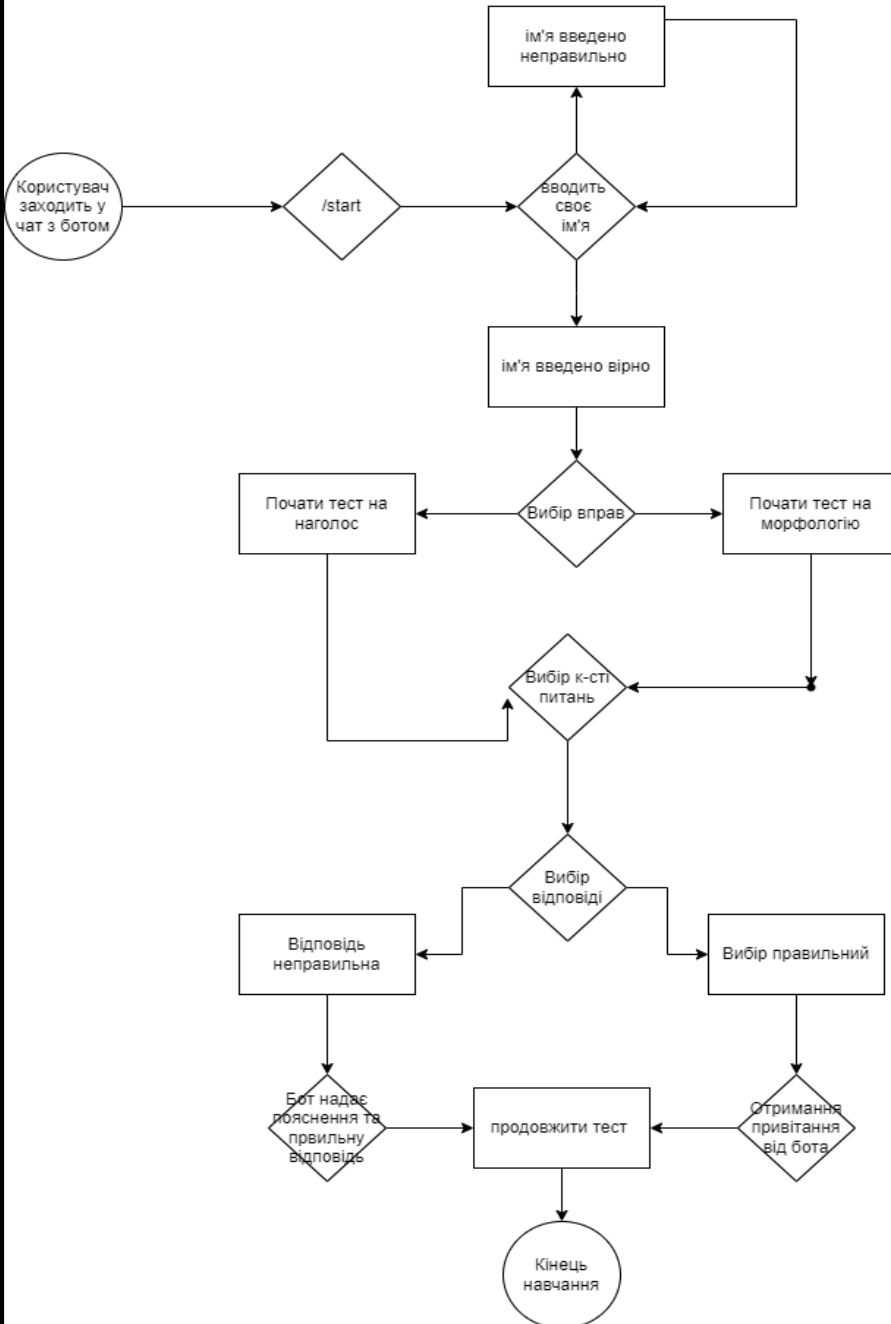 ім'я введено
неправильно
Користувач
заходить у
чат з ботом
/start
вводить
своє
ім'я
ім'я введено вірно
Почати тест на
наголос
Вибір вправ
Почати тест на
морфологію
Вибір к-сті
питань
Вибір
відповіді
Відповідь
неправильна
Вибір правильний
Бот надає
пояснення та
првильну
відповідь
продовжити тест
Отримання
привітання
від бота
Кінець
навчання